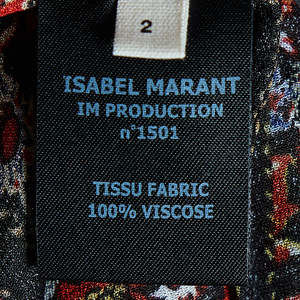 2
ISABEL MARANT
IM PRODUCTION
n°1501
TISSU FABRIC
100% VISCOSE